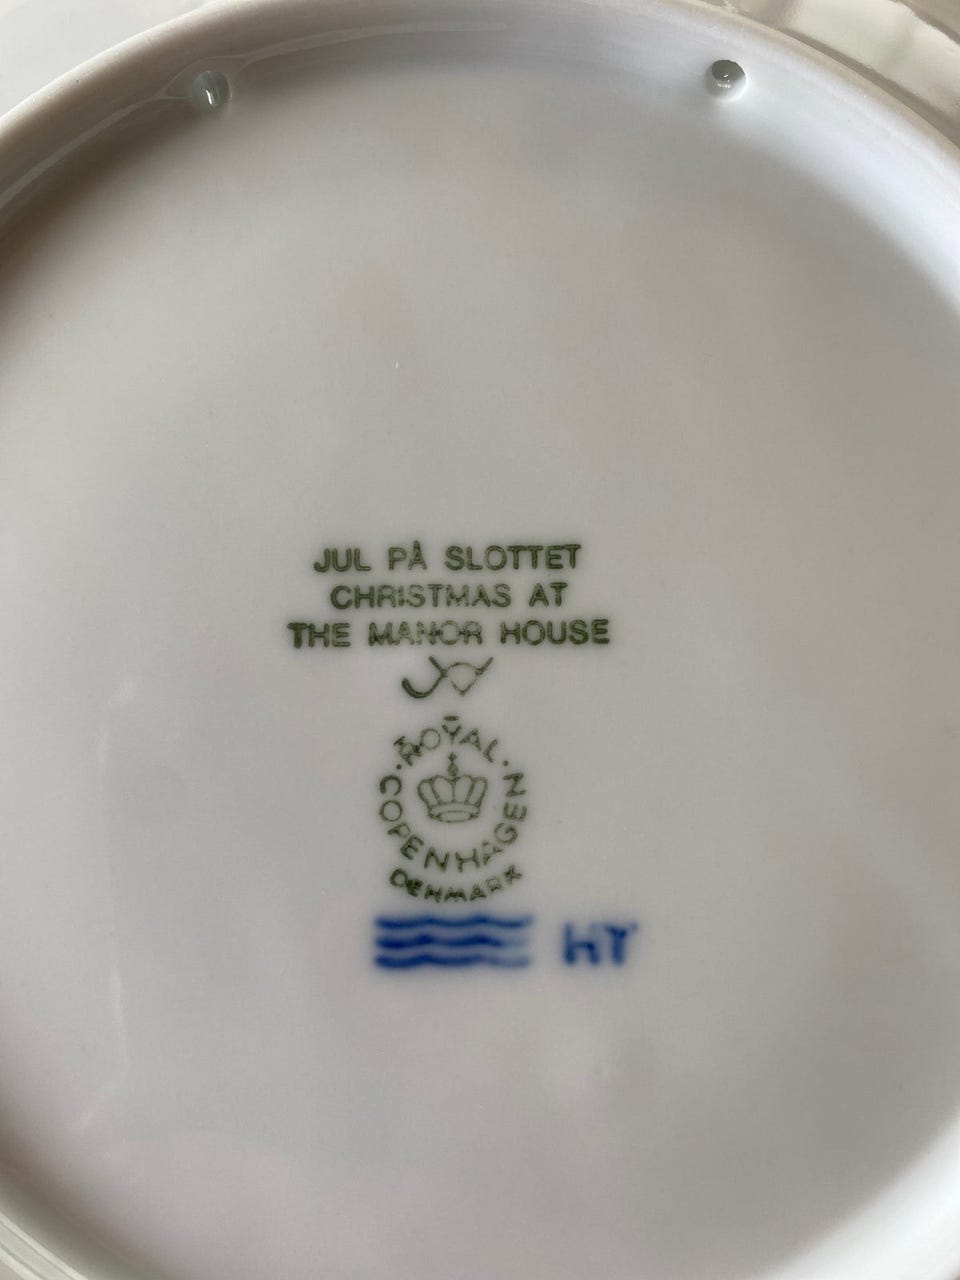 JUL PÅ SLOTTET
CHRISTMAS AT
THE MANOR HOUSE
ROYAL
COPENHAGEN
DENMARK
HT